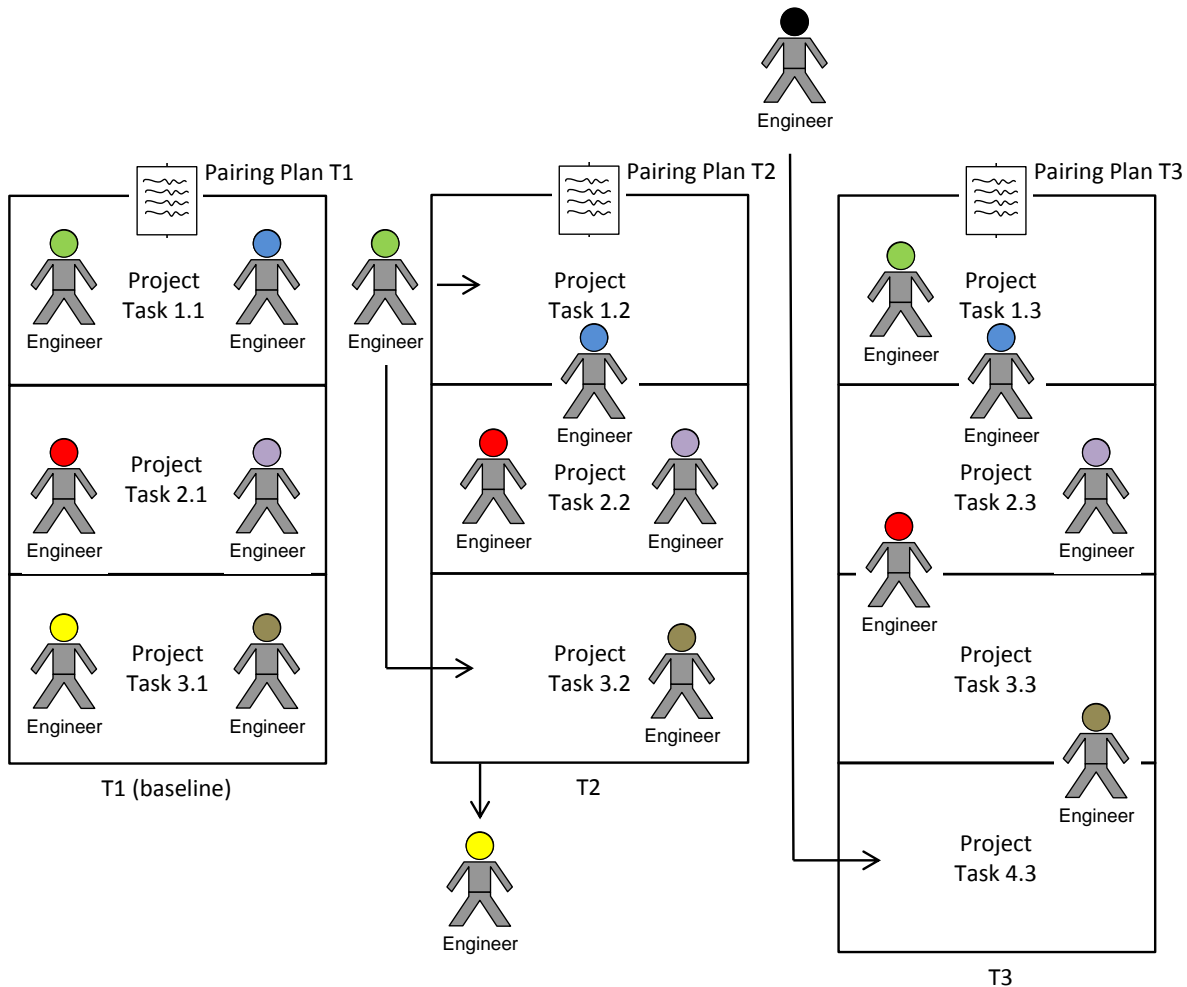 Engineer
Pairing Plan T1
Pairing Plan T2
Pairing Plan T3
Engineer
Project
Task 1.1
Engineer
Engineer
Project
Task 1.2
Engineer
Engineer
Project
Task 1.3
Engineer
Engineer
Project
Task 2.1
Engineer
Engineer
Project
Task 2.2
Engineer
Project
Task 2.3
Engineer
Engineer
Engineer
Project
Task 3.1
Engineer
Project
Task 3.2
Engineer
Project
Task 3.3
Engineer
T1 (baseline)
T2
Engineer
Project
Task 4.3
T3